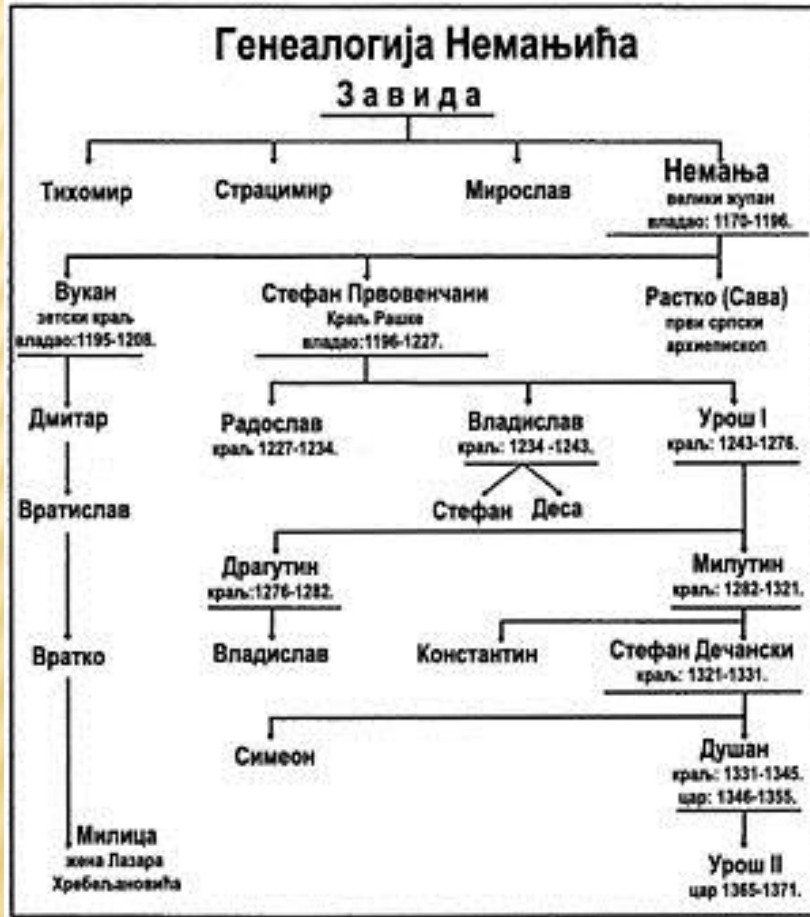 Генеалогија Немањића
Завида
Тихомир
Страцимир
Мирослав
Немања
велики жупан
владао: 1170-1196.
Вукан
зетски краљ
владао:1195-1208.
Стефан Првовенчани
Краљ Рашке
владао:1196-1227.
Растко (Сава)
први српски
архиепископ
Дмитар
Радослав
краљ 1227-1234.
Владислав
краљ: 1234 -1243.
Урош I
краљ: 1243-1276.
Вратислав
Стефан
Деса
Драгутин
краљ:1276-1282.
Милутин
краљ: 1282-1321.
Вратко
Владислав
Константин
Стефан Дечански
краљ: 1321-1331.
Симеон
Душан
краљ: 1331-1345.
цар: 1346-1355.
Милица
жена Лазара
Хребељановића
Урош II
цар 1365-1371.